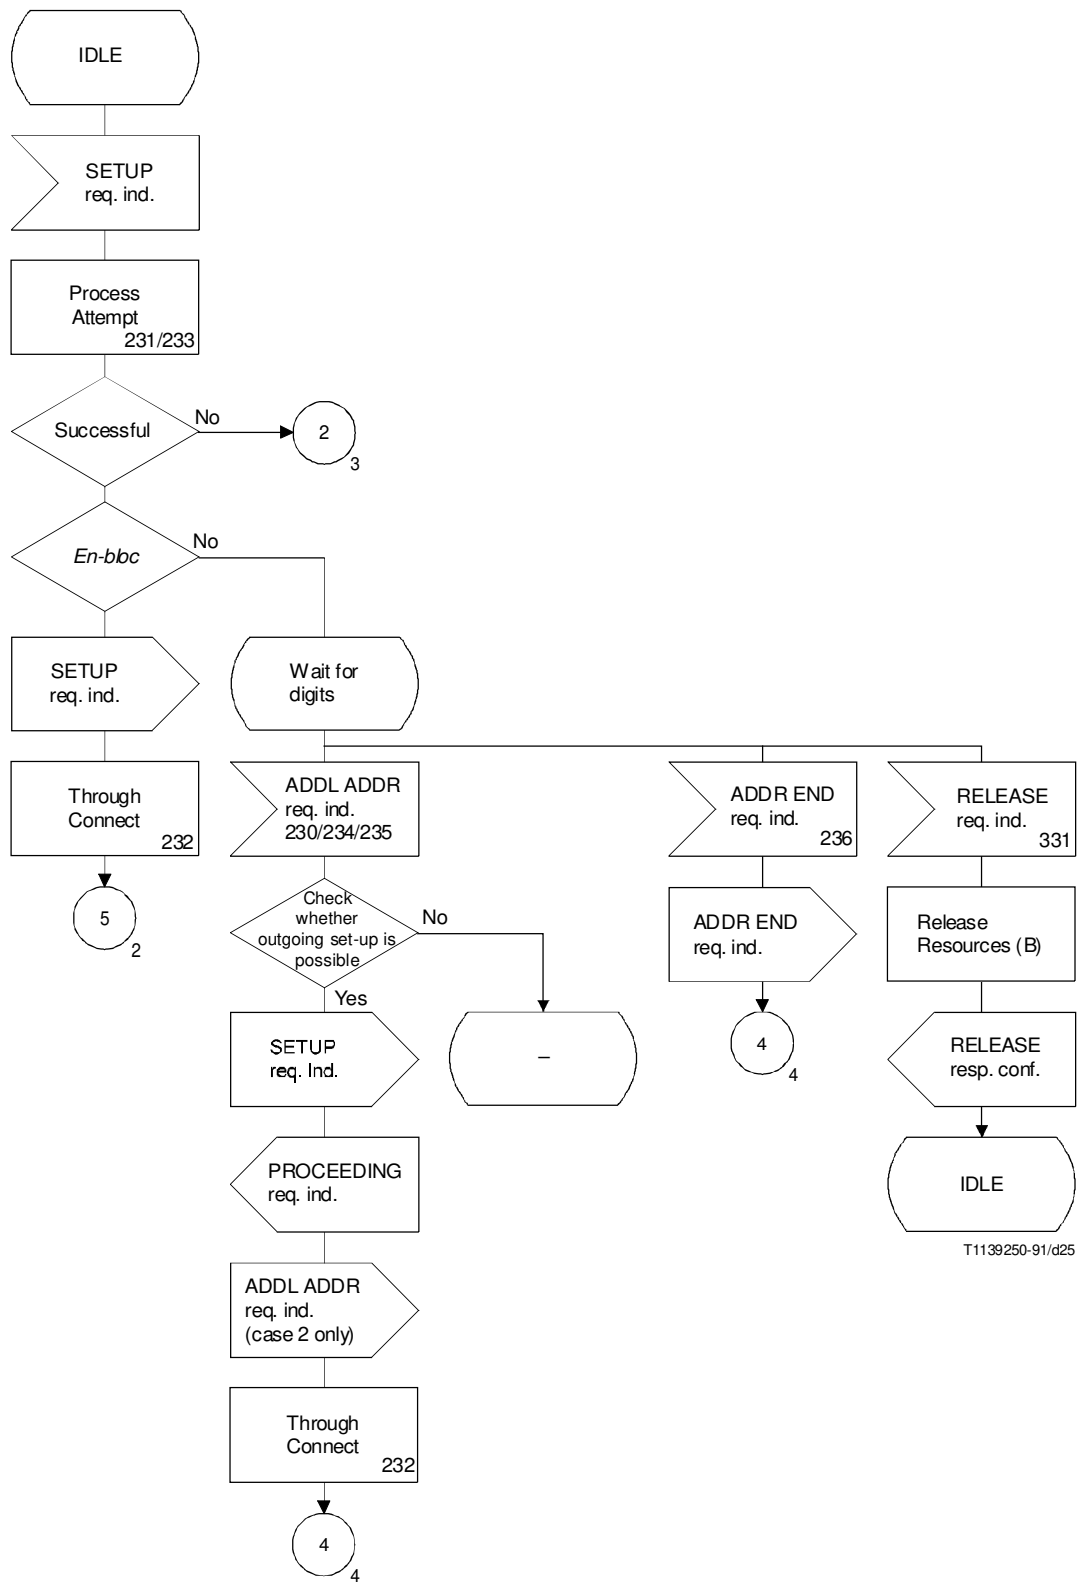 IDLE
SETUP
req. ind.
Process
Attempt
231/233
Successful
No
2
3
En-bloc
No
SETUP
req. ind.
Through
Connect
232
5
2
Wait for
digits
ADDL ADDR
req. ind.
230/234/235
Check
whether
outgoing set-up is
possible
No
Yes
–
SETUP
req. Ind.
PROCEEDING
req. ind.
ADDL ADDR
req. ind.
(case 2 only)
Through
Connect
232
4
4
ADDR END
req. ind.
236
ADDR END
req. ind.
4
4
RELEASE
req. ind.
331
Release
Resources (B)
RELEASE
resp. conf.
IDLE
T1139250-91/d25